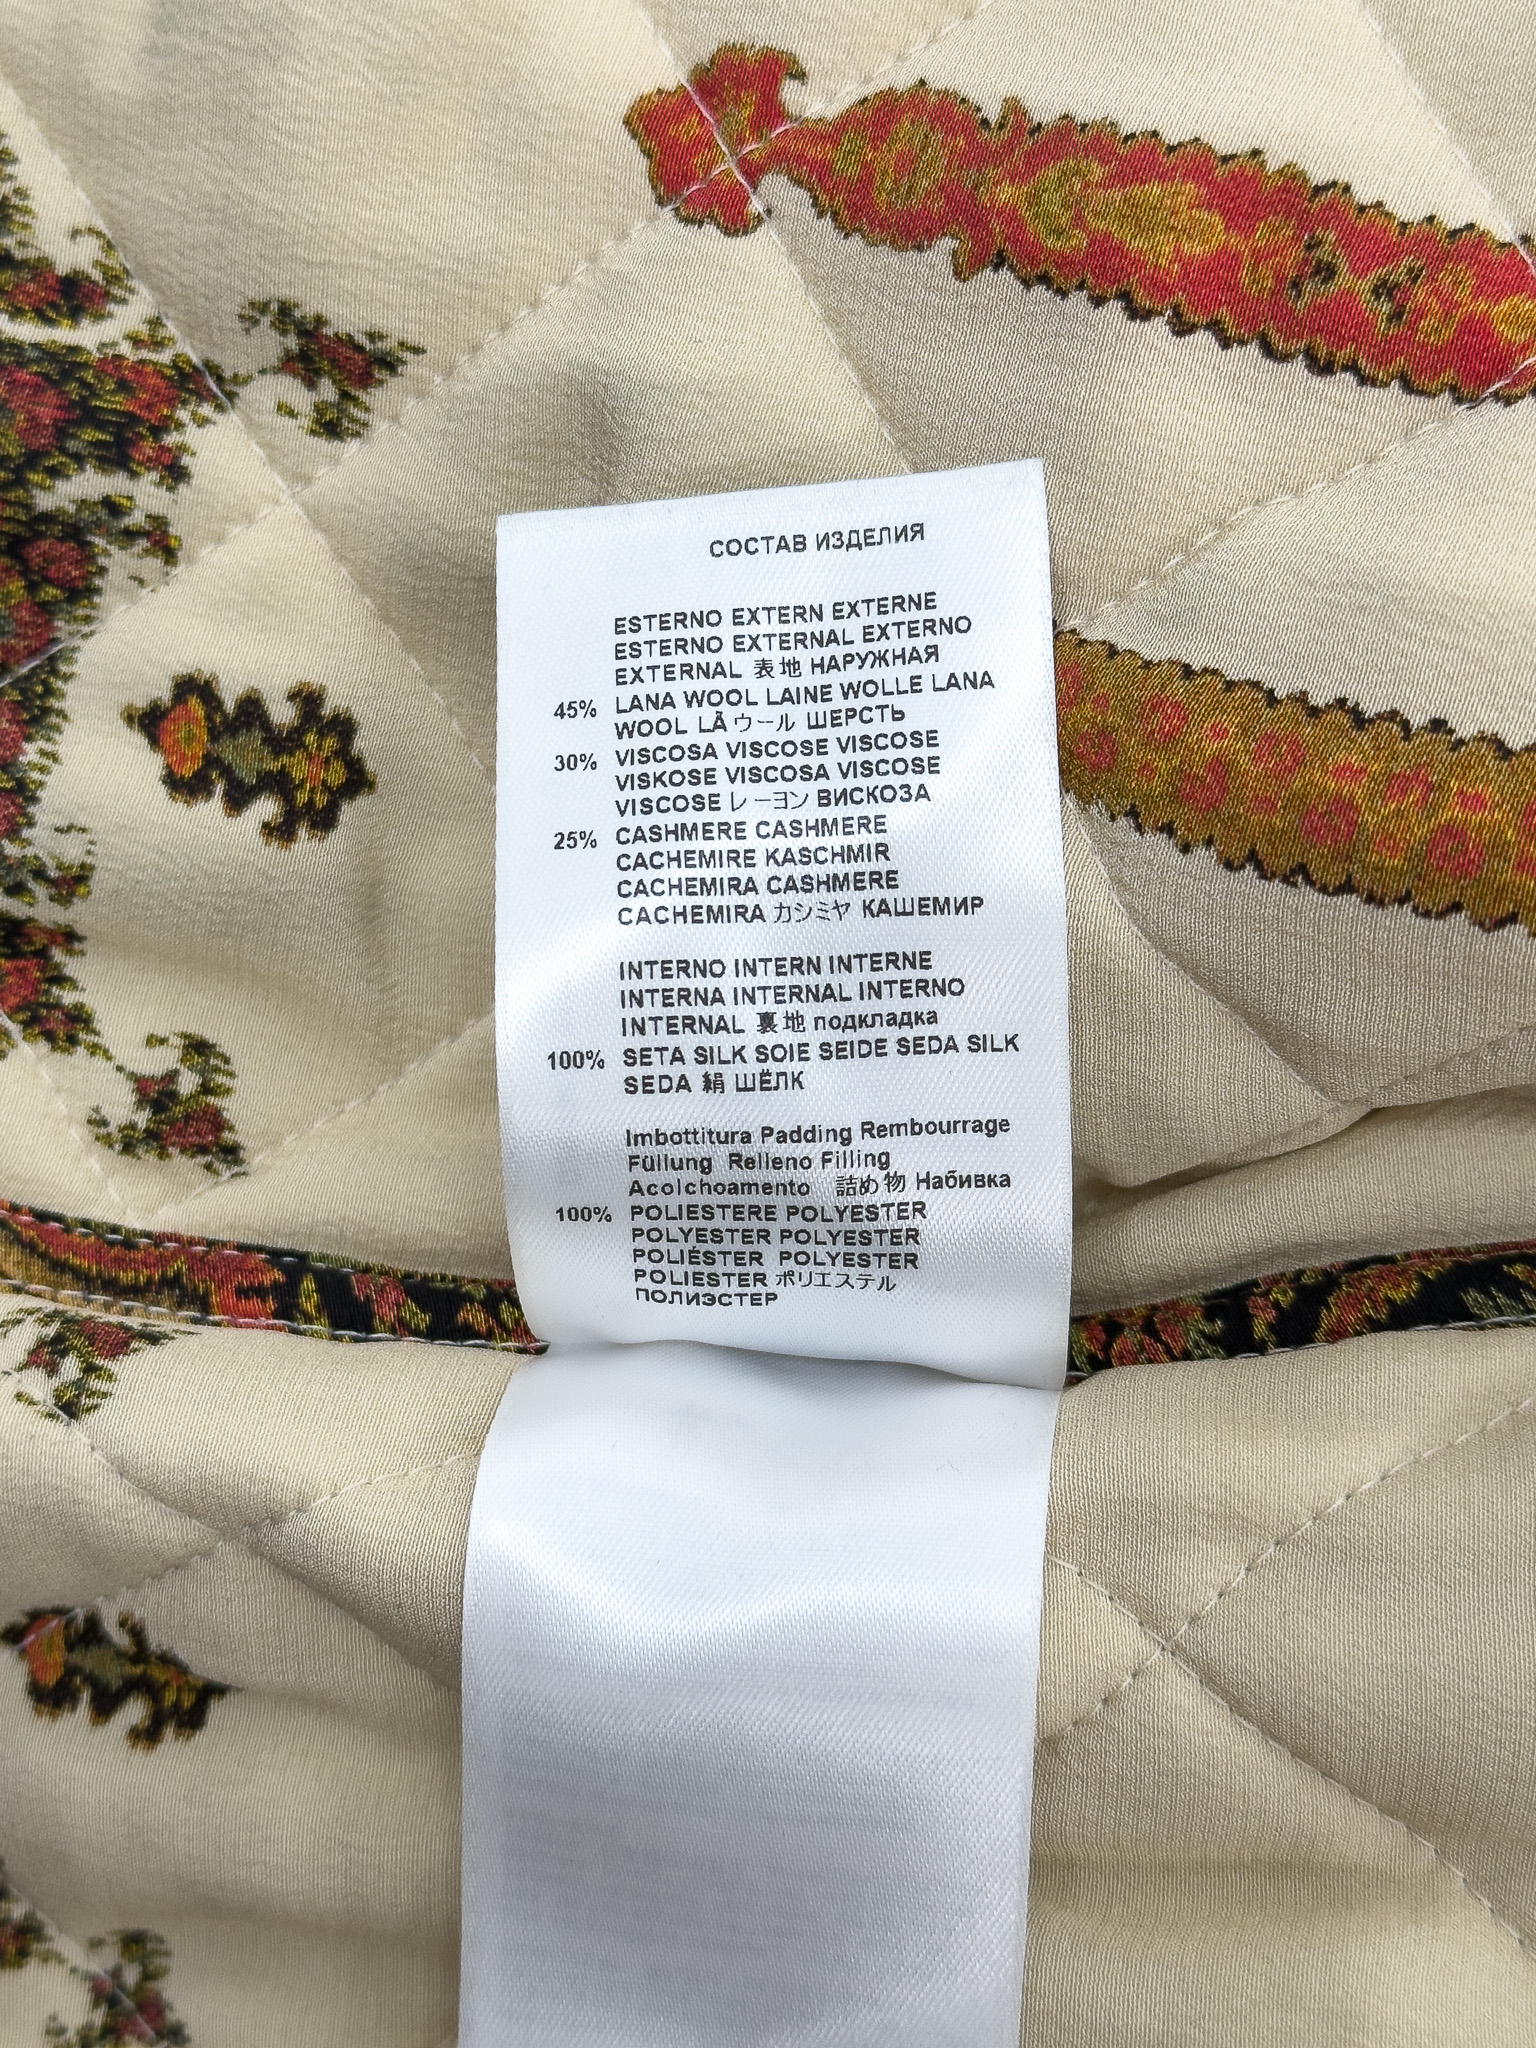 СОСТАВ ИЗДЕЛИЯ
ESTERNO EXTERN EXTERNE
ESTERNO EXTERNAL EXTERNO
EXTERNAL 表地 НАРУЖНАЯ
45% LANA WOOL LAINE WOLLE LANA
WOOL LÃ ウール ШЕРСТЬ
30% VISCOSA VISCOSE VISCOSE
VISKOSE VISCOSA VISCOSE
VISCOSE レーヨン ВИСКОЗА
25% CASHMERE CASHMERE
CACHEMIRE KASCHMIR
CACHEMIRA CASHMERE
CACHEMIRA カシミヤ КАШЕМИР
INTERNO INTERN INTERNE
INTERNA INTERNAL INTERNO
INTERNAL 裏地 подкладка
100% SETA SILK SOIE SEIDE SEDA SILK
SEDA 絹 ШЁЛК
Imbottitura Padding Rembourrage
Füllung Relleno Filling
Acolchoamento 詰め物 Набивка
100% POLIESTERE POLYESTER
POLYESTER POLYESTER
POLIÉSTER POLYESTER
POLIESTER ポリエステル
ПОЛИЭСТЕР